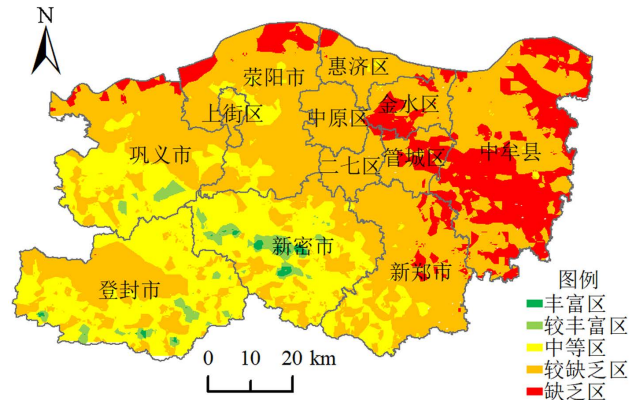 N
惠济区
荥阳市
金水区
上街区
中原区
巩义市
二七区
管城区
中牟县
新密市
新郑市
登封市
图例
丰富区
较丰富区
中等区
较缺乏区
缺乏区
0 10 20 km